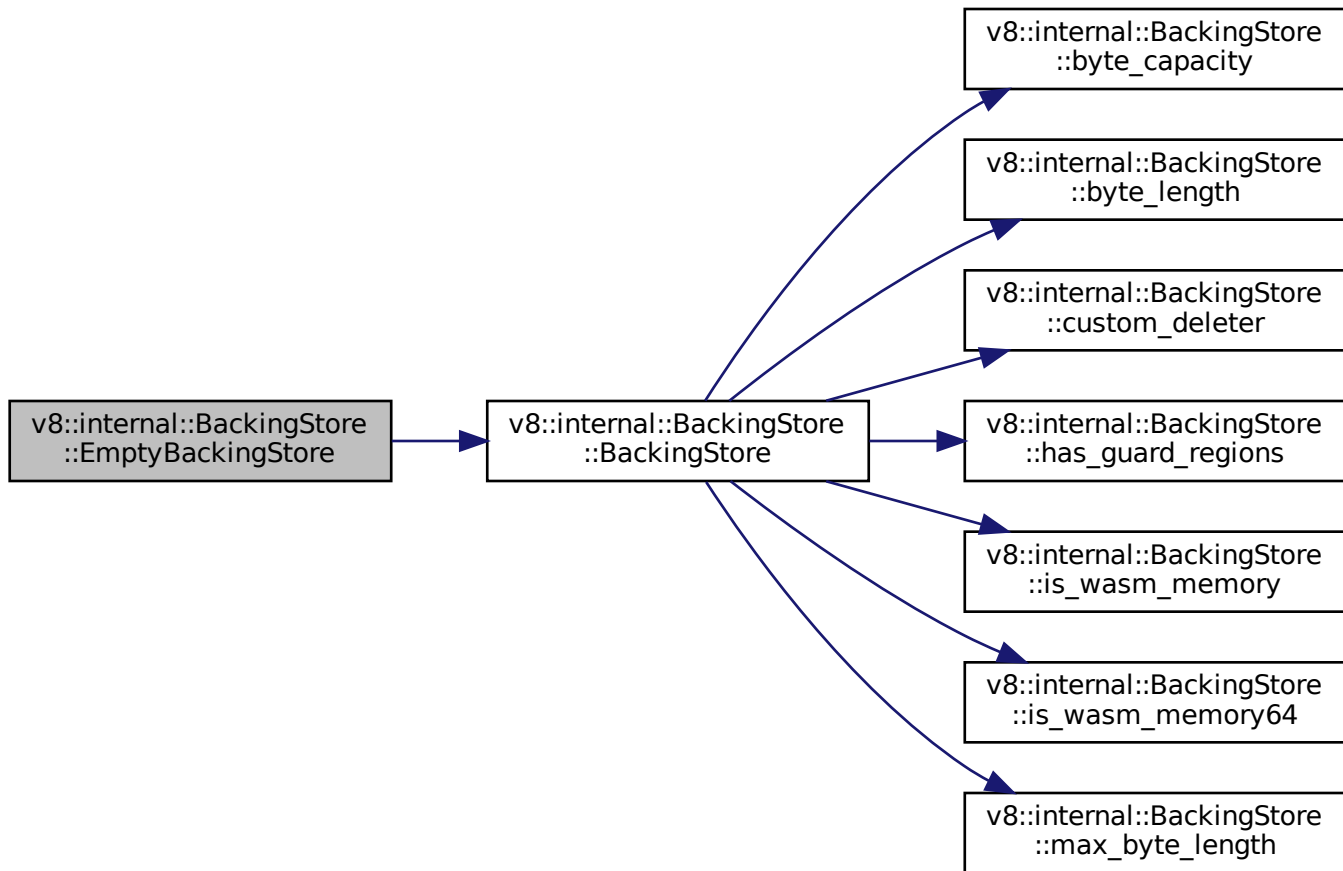 v8::internal::BackingStore
::EmptyBackingStore
v8::internal::BackingStore
::BackingStore
v8::internal::BackingStore
::byte_capacity
v8::internal::BackingStore
::byte_length
v8::internal::BackingStore
::custom_deleter
v8::internal::BackingStore
::has_guard_regions
v8::internal::BackingStore
::is_wasm_memory
v8::internal::BackingStore
::is_wasm_memory64
v8::internal::BackingStore
::max_byte_length